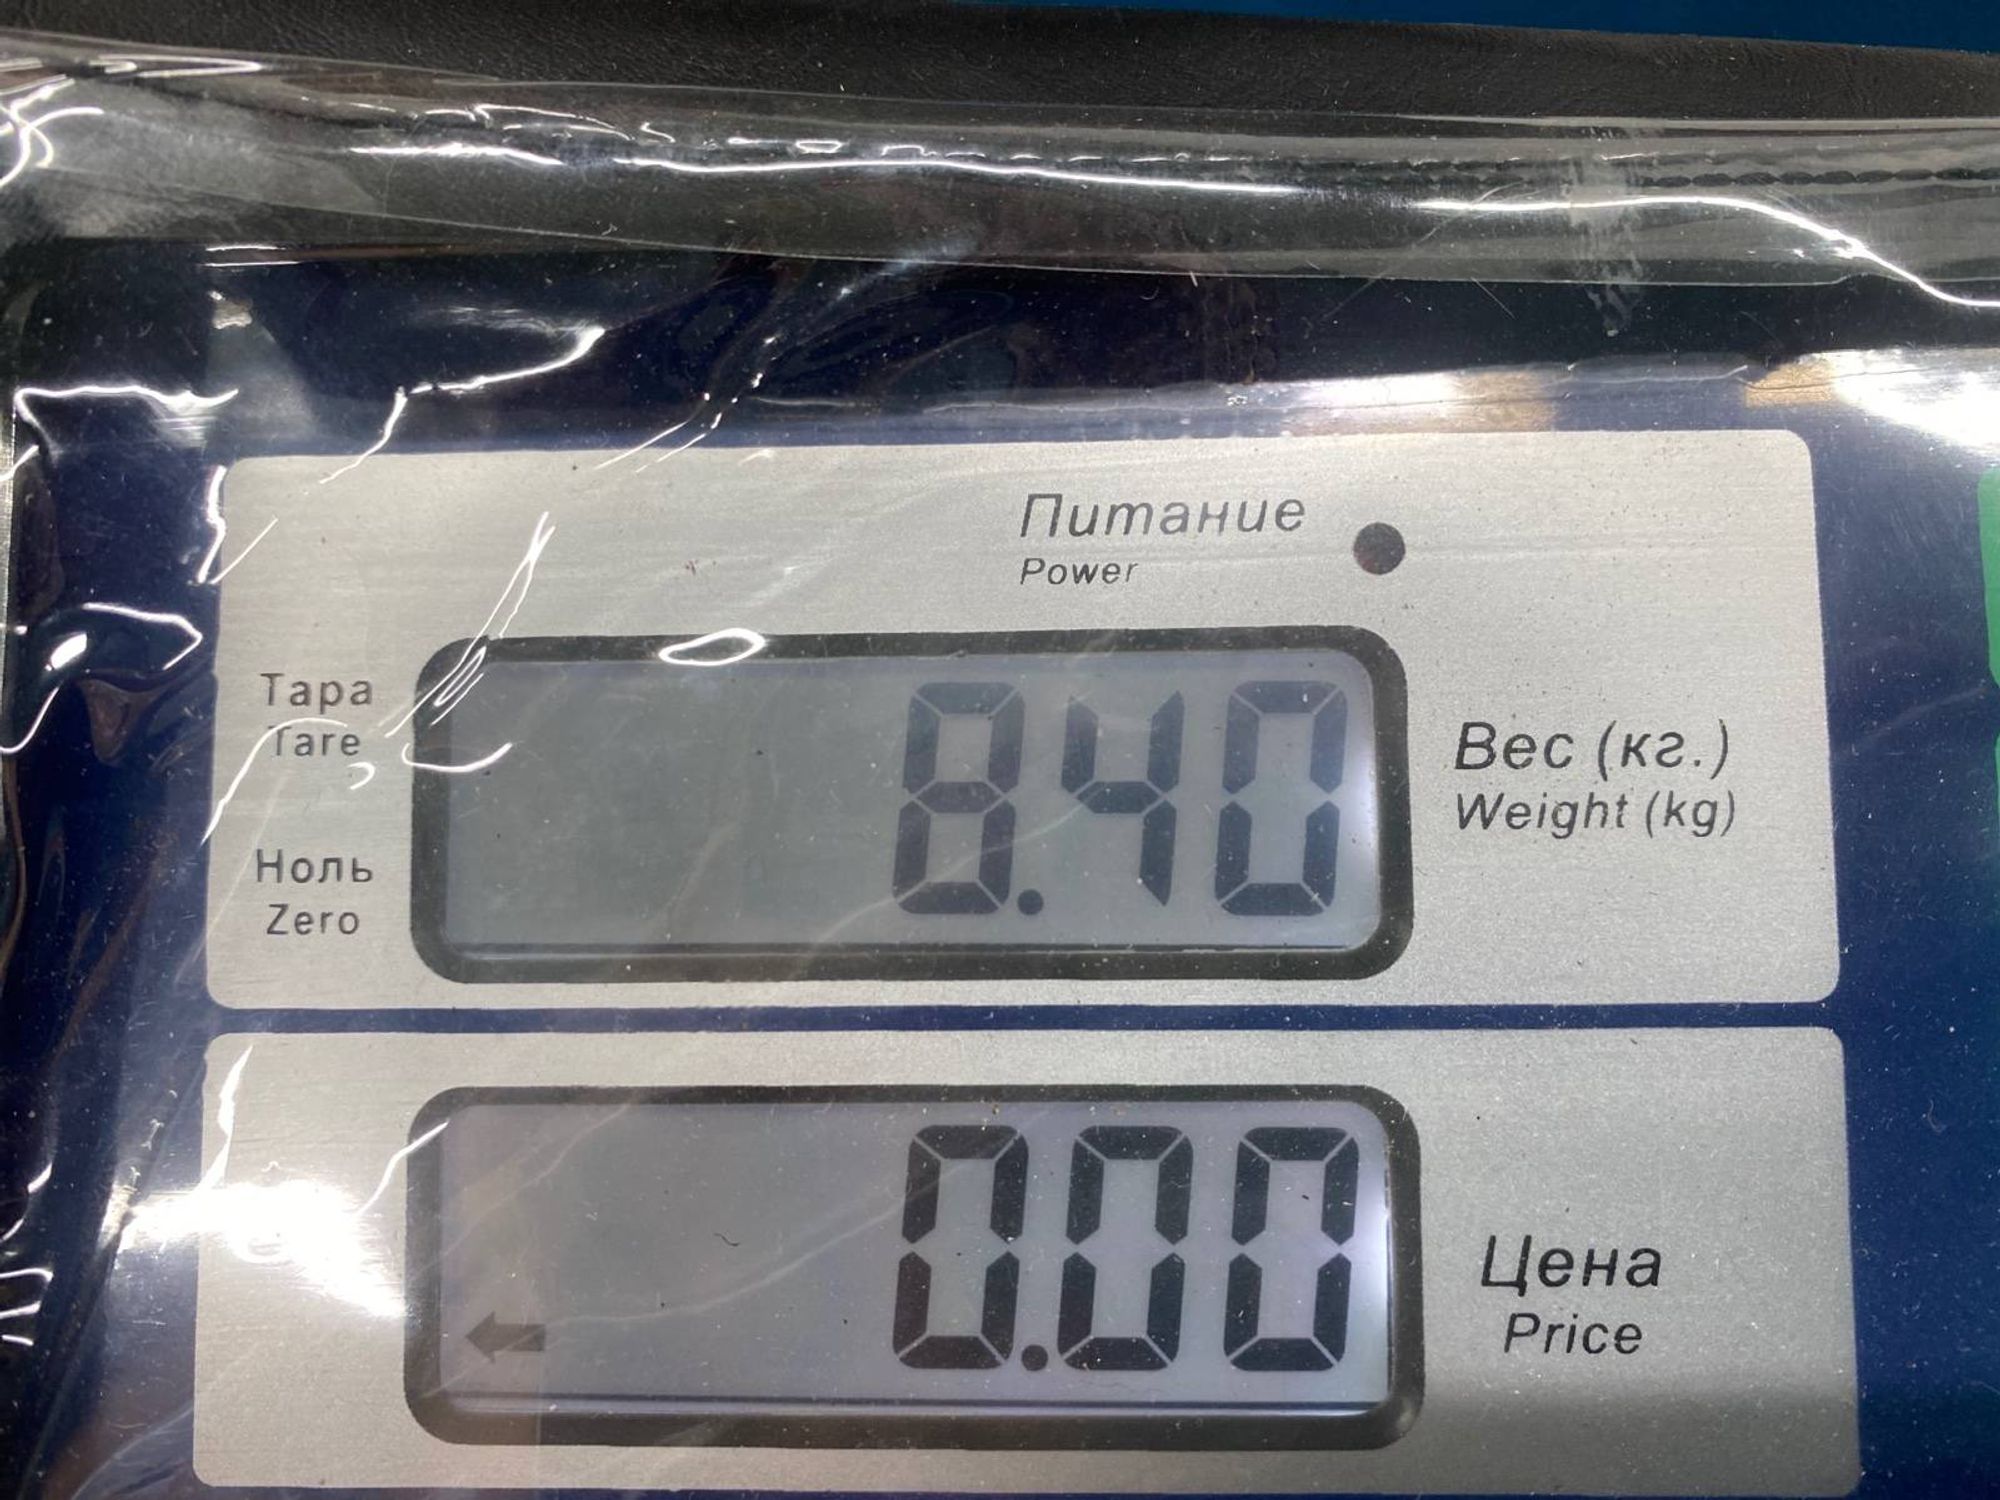 Питание
Power
Тара
Tare
8.40
Вес (кг.)
Weight (kg)
Ноль
Zero
0.00
Цена
Price